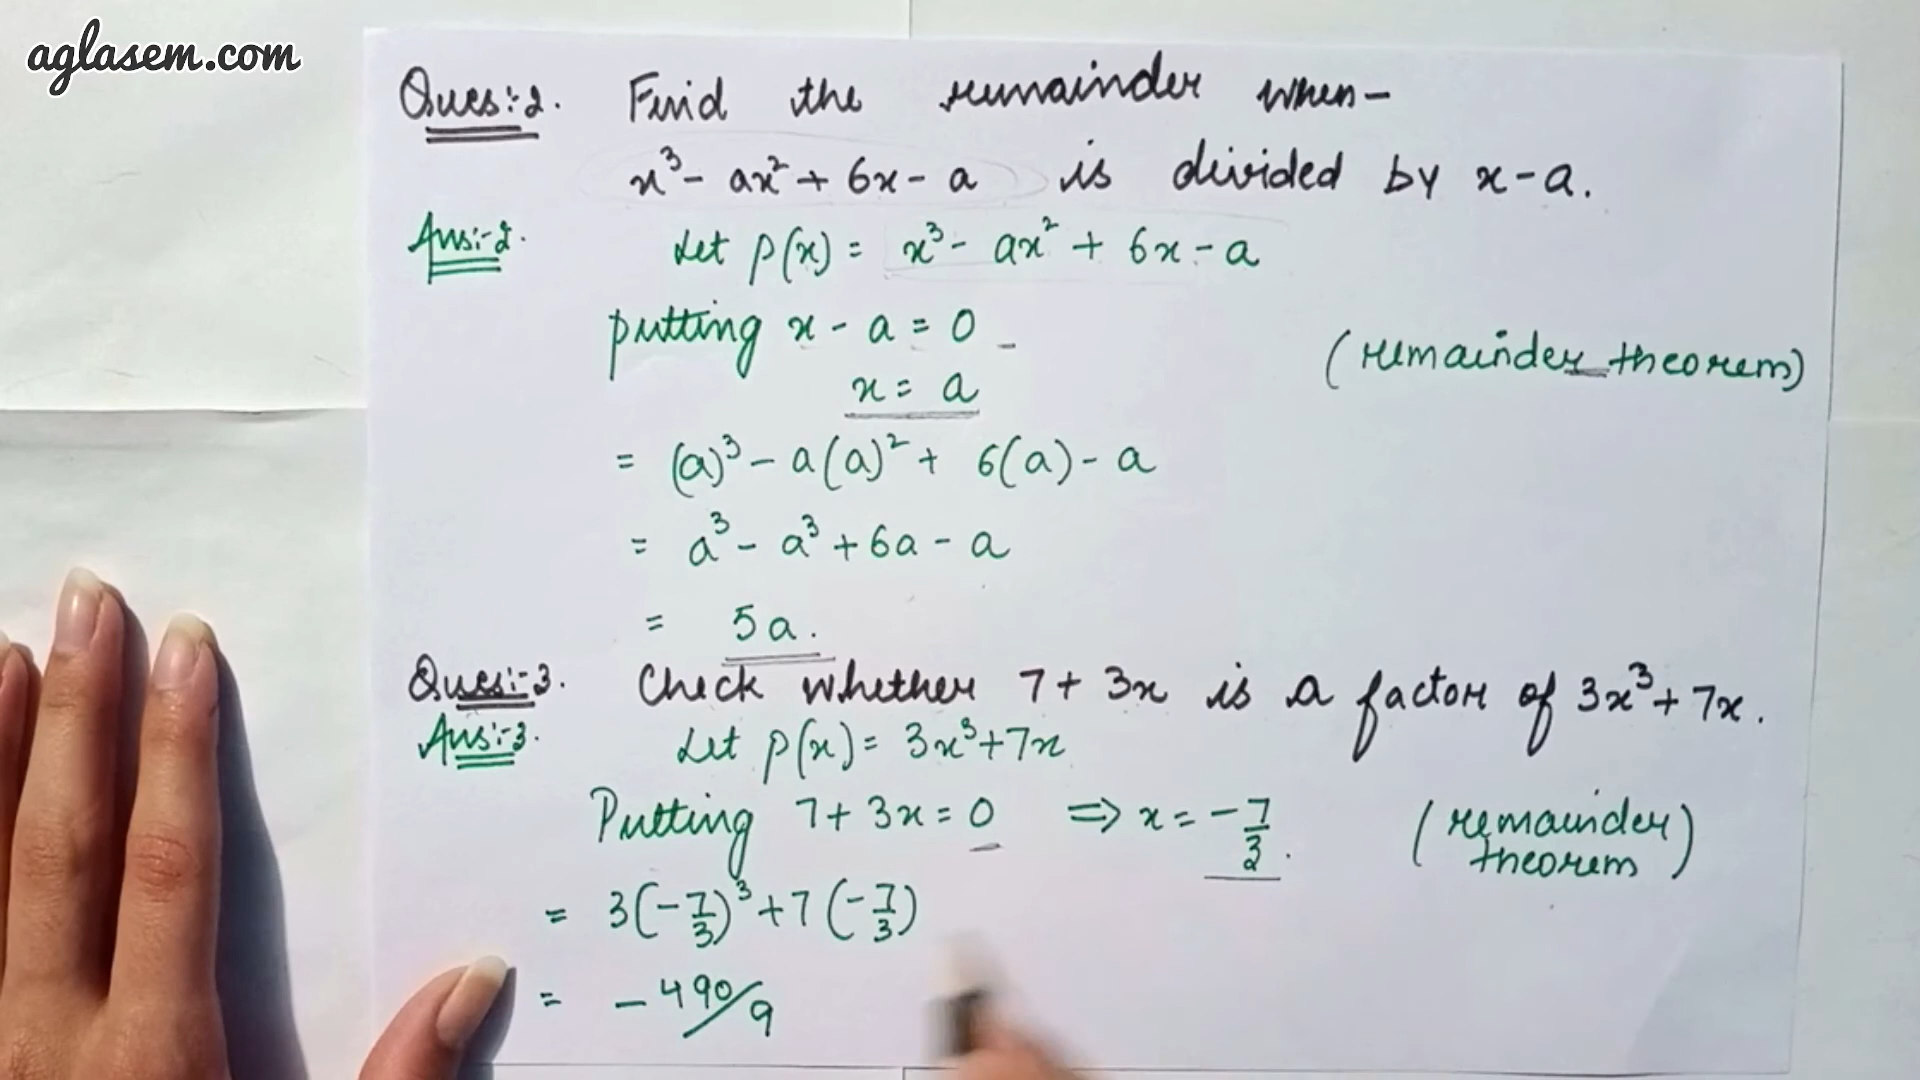 aglasem.com
Ques:-2. Find the remainder when-
x³- ax² + 6x - a is divided by x-a.
Ans:-2. Let p(x) = x³- ax² + 6x - a
putting x - a = 0
(remainder theorem)
x = a
= (a)³ - a(a)² + 6(a) - a
= a³ - a³ + 6a - a
= 5a.
Ques:-3. Check whether 7+ 3x is a factor of 3x³+ 7x.
Ans:-3. Let p(x) = 3x³+7x
Putting 7+ 3x = 0 ⇒ x = -7/3. (remainder
theorem)
= 3(-7/3)³+7(-7/3)
= -490/9